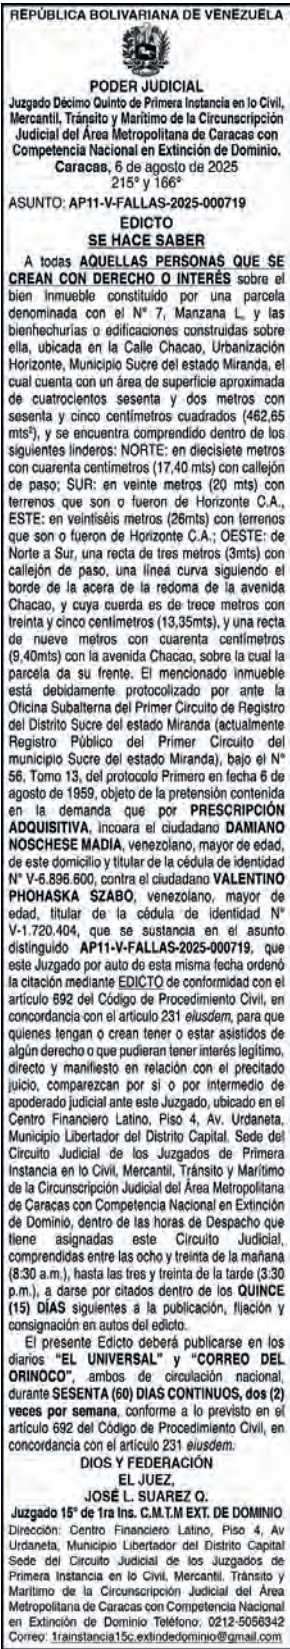 REPÚBLICA BOLIVARIANA DE VENEZUELA
PODER JUDICIAL
Juzgado Décimo Quinto de Primera Instancia en lo Civil,
Mercantil, Tránsito y Marítimo de la Circunscripción
Judicial del Área Metropolitana de Caracas con
Competencia Nacional en Extinción de Dominio.
Caracas, 6 de agosto de 2025
215° y 166°
ASUNTO: AP11-V-FALLAS-2025-000719
EDICTO
SE HACE SABER
A todas AQUELLAS PERSONAS QUE SE
CREAN CON DERECHO O INTERÉS sobre el
bien inmueble constituido por una parcela
denominada con el N° 7, Manzana L, y las
bienhechurías o edificaciones construidas sobre
ella, ubicada en la Calle Chacao, Urbanización
Horizonte, Municipio Sucre del estado Miranda, el
cual cuenta con un área de superficie aproximada
de cuatrocientos sesenta y dos metros con
sesenta y cinco centímetros cuadrados (462,65
mts²), y se encuentra comprendido dentro de los
siguientes linderos: NORTE: en diecisiete metros
con cuarenta centímetros (17,40 mts) con callejón
de paso; SUR: en veinte metros (20 mts) con
terrenos que son o fueron de Horizonte C.A.,
ESTE: en veintiséis metros (26mts) con terrenos
que son o fueron de Horizonte C.A.; OESTE: de
Norte a Sur, una recta de tres metros (3mts) con
callejón de paso, una línea curva siguiendo el
borde de la acera de la redoma de la avenida
Chacao, y cuya cuerda es de trece metros con
treinta y cinco centímetros (13,35mts), y una recta
de nueve metros con cuarenta centímetros
(9,40mts) con la avenida Chacao, sobre la cual la
parcela da su frente. El mencionado inmueble
está debidamente protocolizado por ante la
Oficina Subalterna del Primer Circuito de Registro
del Distrito Sucre del estado Miranda (actualmente
Registro Público del Primer Circuito del
municipio Sucre del estado Miranda), bajo el N°
56, Tomo 13, del protocolo Primero en fecha 6 de
agosto de 1959, objeto de la pretensión contenida
en la demanda que por PRESCRIPCIÓN
ADQUISITIVA, incoara el ciudadano DAMIANO
NOSCHESE MADIA, venezolano, mayor de edad,
de este domicilio y titular de la cédula de identidad
N° V-6.896.600, contra el ciudadano VALENTINO
PHOHASKA SZABO, venezolano, mayor de
edad, titular de la cédula de identidad N°
V-1.720.404, que se sustancia en el asunto
distinguido AP11-V-FALLAS-2025-000719, que
este Juzgado por auto de esta misma fecha ordenó
la citación mediante EDICTO de conformidad con el
artículo 692 del Código de Procedimiento Civil, en
concordancia con el artículo 231 eiusdem, para que
quienes tengan o crean tener o estar asistidos de
algún derecho o que pudieran tener interés legítimo,
directo y manifiesto en relación con el precitado
juicio, comparezcan por si o por intermedio de
apoderado judicial ante este Juzgado, ubicado en el
Centro Financiero Latino, Piso 4, Av. Urdaneta,
Municipio Libertador del Distrito Capital. Sede del
Circuito Judicial de los Juzgados de Primera
Instancia en lo Civil, Mercantil, Tránsito y Marítimo
de la Circunscripción Judicial del Área Metropolitana
de Caracas con Competencia Nacional en Extinción
de Dominio, dentro de las horas de Despacho que
tiene asignadas este Circuito Judicial,
comprendidas entre las ocho y treinta de la mañana
(8:30 a.m.), hasta las tres y treinta de la tarde (3:30
p.m.), a darse por citados dentro de los QUINCE
(15) DÍAS siguientes a la publicación, fijación y
consignación en autos del edicto.
El presente Edicto deberá publicarse en los
diarios "EL UNIVERSAL" y "CORREO DEL
ORINOCO", ambos de circulación nacional,
durante SESENTA (60) DIAS CONTINUOS, dos (2)
veces por semana, conforme a lo previsto en el
artículo 692 del Código de Procedimiento Civil, en
concordancia con el artículo 231 eiusdem.
DIOS Y FEDERACIÓN
EL JUEZ,
JOSÉ L. SUAREZ Q.
Juzgado 15° de 1ra Ins. C.M.T.M EXT. DE DOMINIO
Dirección: Centro Financiero Latino, Piso 4, Av
Urdaneta, Municipio Libertador del Distrito Capital
Sede del Circuito Judicial de los Juzgados de
Primera Instancia en lo Civil, Mercantil, Tránsito y
Marítimo de la Circunscripción Judicial del Área
Metropolitana de Caracas con Competencia Nacional
en Extinción de Dominio Teléfono: 0212-5056342
Correo: 1rainstancia15c.extindedominio@gmail.com